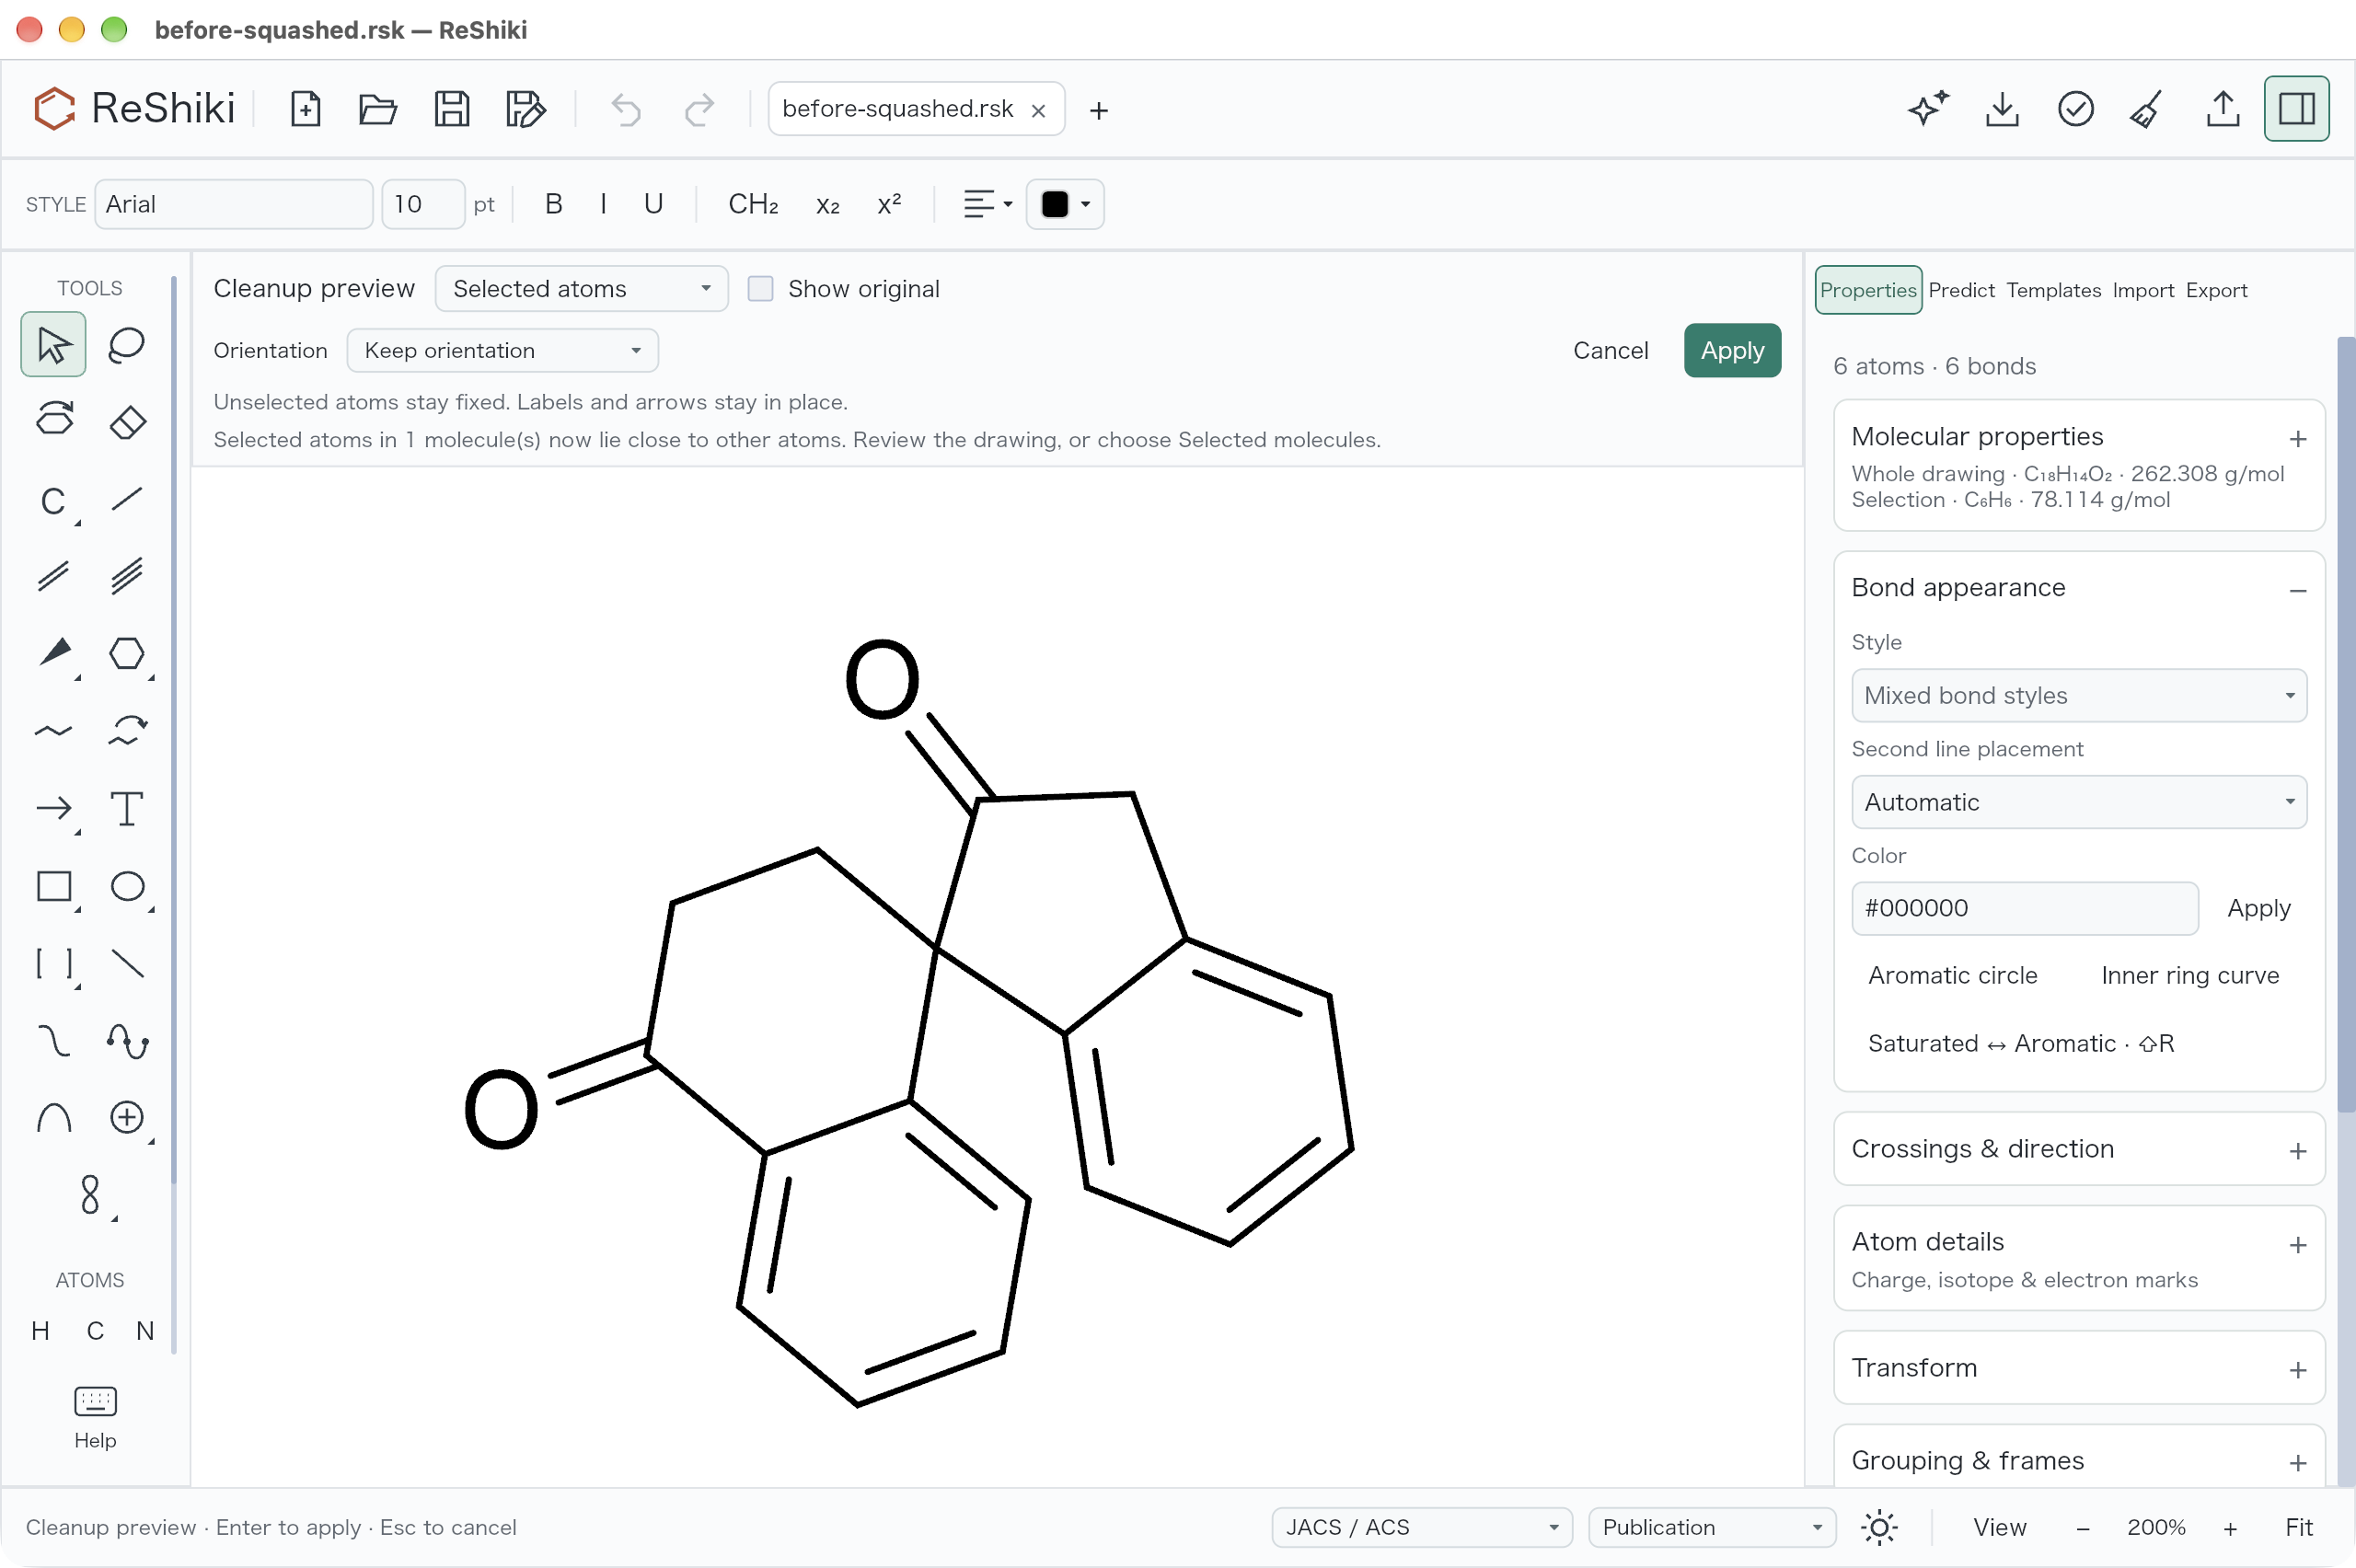 before-squashed.rsk — ReShiki
ReShiki
before-squashed.rsk × +
STYLE Arial 10 pt B I U CH₂ x₂ x²
TOOLS
C
T
[ ]
ATOMS
H C N
Help
Cleanup preview Selected atoms Show original
Orientation Keep orientation Cancel Apply
Unselected atoms stay fixed. Labels and arrows stay in place.
Selected atoms in 1 molecule(s) now lie close to other atoms. Review the drawing, or choose Selected molecules.
O
O
Properties Predict Templates Import Export
6 atoms · 6 bonds
Molecular properties +
Whole drawing · C₁₈H₁₄O₂ · 262.308 g/mol
Selection · C₆H₆ · 78.114 g/mol
Bond appearance −
Style
Mixed bond styles
Second line placement
Automatic
Color
#000000 Apply
Aromatic circle Inner ring curve
Saturated ↔ Aromatic · ⇧R
Crossings & direction +
Atom details +
Charge, isotope & electron marks
Transform +
Grouping & frames +
Cleanup preview · Enter to apply · Esc to cancel JACS / ACS Publication View − 200% + Fit